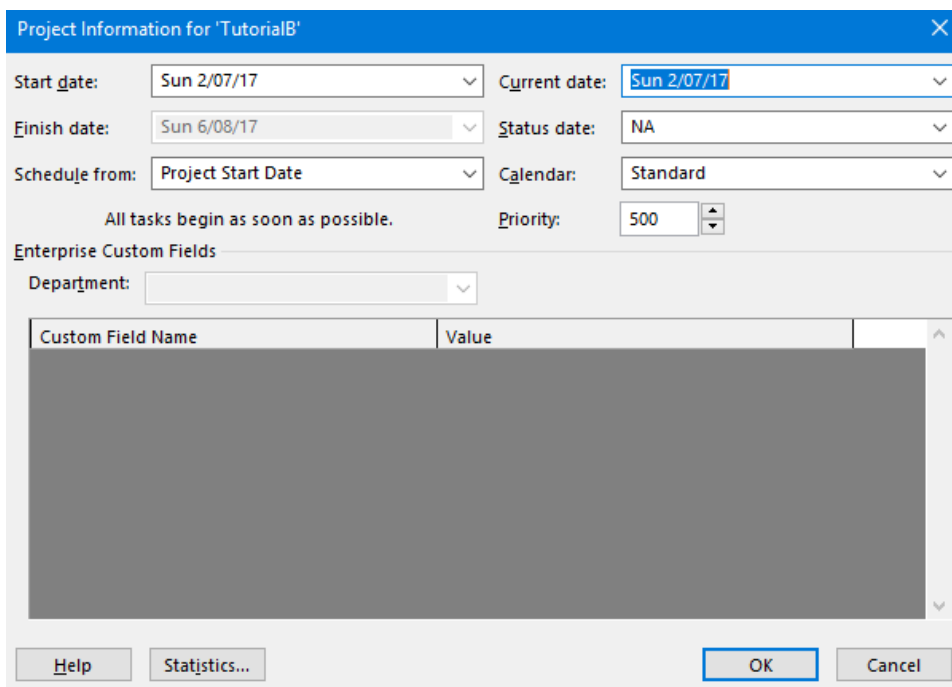 Project Information for 'TutorialB'
Start date: Sun 2/07/17 Current date: Sun 2/07/17
Finish date: Sun 6/08/17 Status date: NA
Schedule from: Project Start Date Calendar: Standard
All tasks begin as soon as possible. Priority: 500
Enterprise Custom Fields
Department:
Custom Field Name Value
Help Statistics... OK Cancel